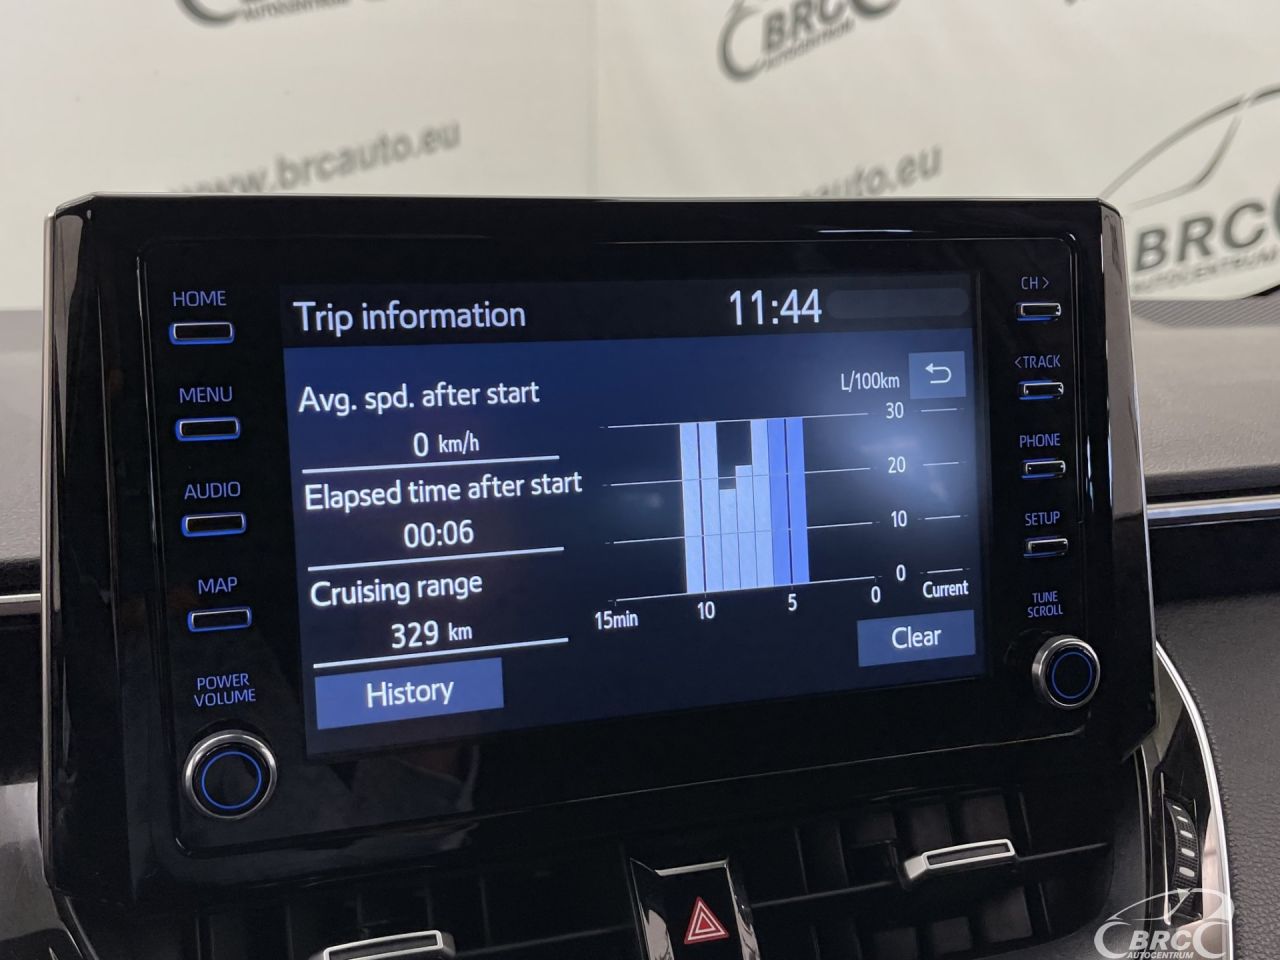 AUTOCENTRUM
BRC
AUTOCENTRUM
www.brcauto.eu
auto.eu
BRC
AUTOCENTRUM
HOME
MENU
AUDIO
MAP
POWER
VOLUME
Trip information
11:44
Avg. spd. after start
0 km/h
Elapsed time after start
00:06
Cruising range
329 km
History
L/100km
30
20
10
0
15min
10
5
0
Current
Clear
CH >
< TRACK
PHONE
SETUP
TUNE
SCROLL
BRC
AUTOCENTRUM